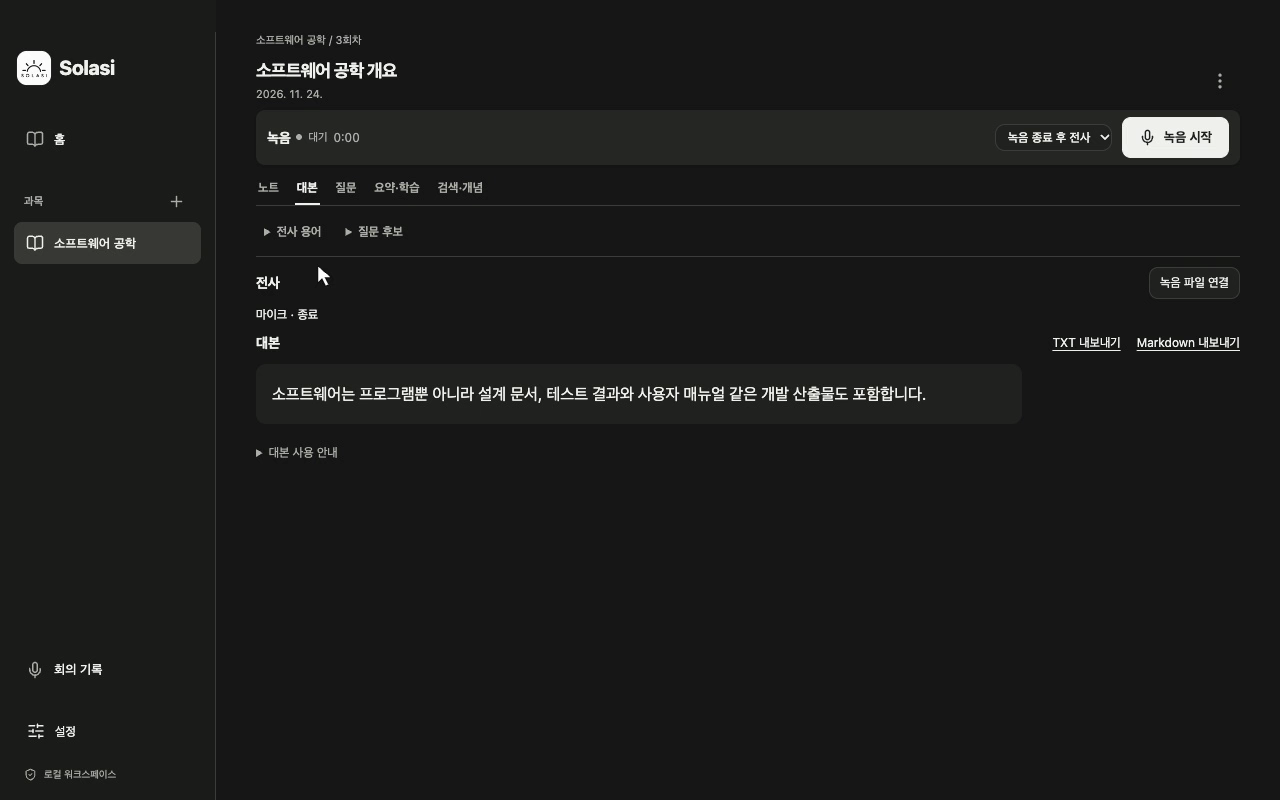 SOLASI
Solasi
홈
과목
소프트웨어 공학
회의 기록
설정
로컬 워크스페이스
소프트웨어 공학 / 3회차
소프트웨어 공학 개요
2026. 11. 24.
녹음 대기 0:00
녹음 종료 후 전사
녹음 시작
노트 대본 질문 요약·학습 검색·개념
전사 용어 질문 후보
전사
녹음 파일 연결
마이크 · 종료
대본
TXT 내보내기 Markdown 내보내기
소프트웨어는 프로그램뿐 아니라 설계 문서, 테스트 결과와 사용자 매뉴얼 같은 개발 산출물도 포함합니다.
대본 사용 안내